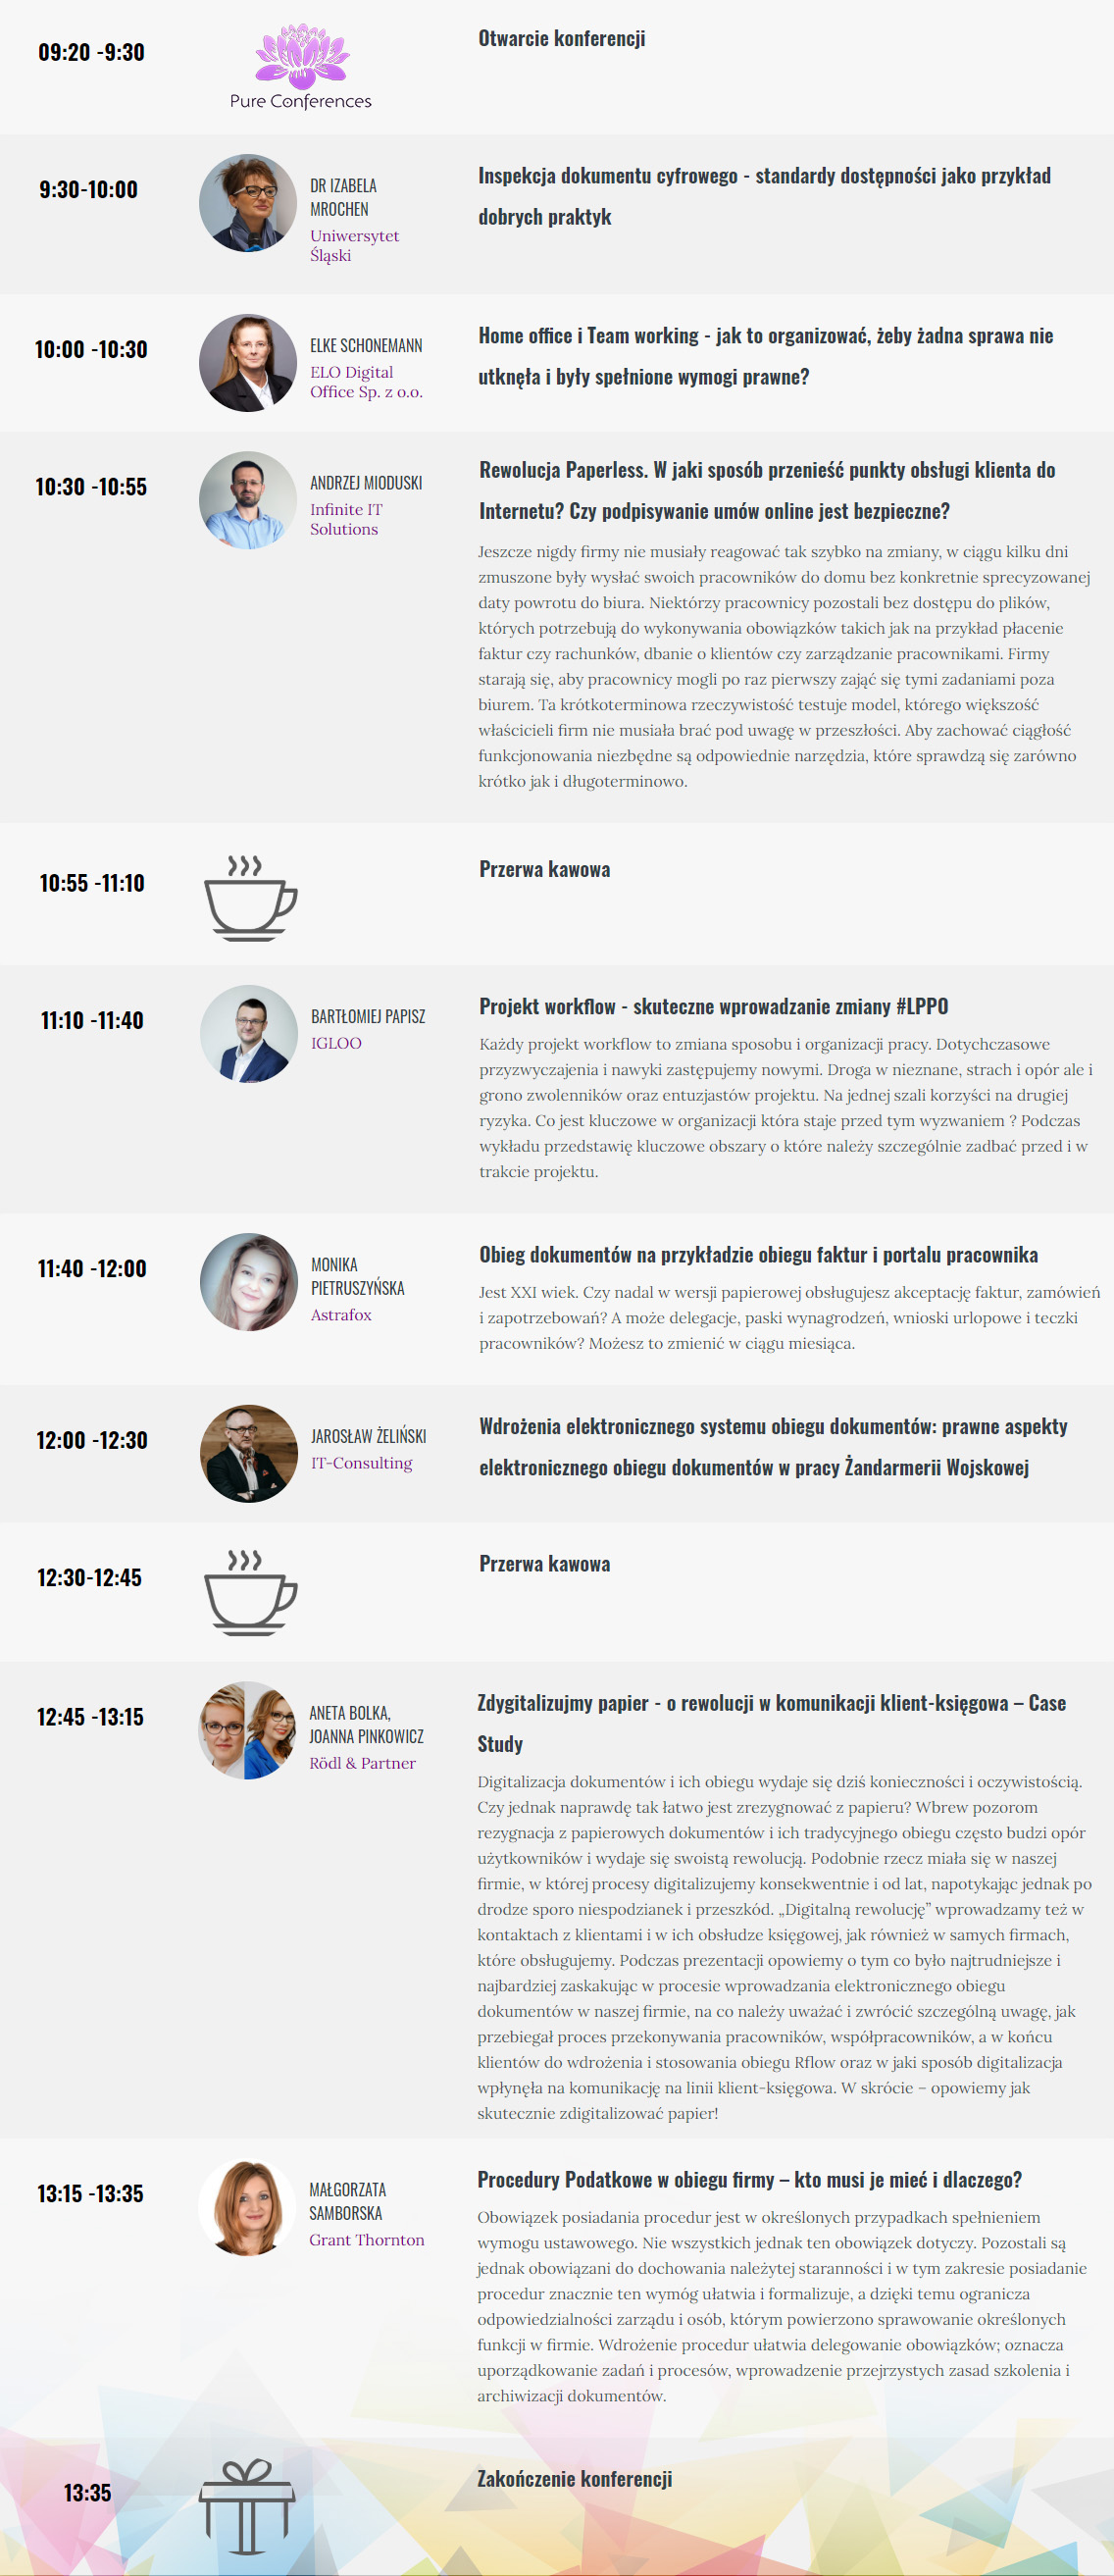 09:20 -9:30
Pure Conferences
Otwarcie konferencji
9:30-10:00
DR IZABELA
MROCHEN
Uniwersytet
Śląski
Inspekcja dokumentu cyfrowego - standardy dostępności jako przykład
dobrych praktyk
10:00 -10:30
ELKE SCHONEMANN
ELO Digital
Office Sp. z o.o.
Home office i Team working - jak to organizować, żeby żadna sprawa nie
utknęła i były spełnione wymogi prawne?
10:30 -10:55
ANDRZEJ MIODUSKI
Infinite IT
Solutions
Rewolucja Paperless. W jaki sposób przenieść punkty obsługi klienta do
Internetu? Czy podpisywanie umów online jest bezpieczne?
Jeszcze nigdy firmy nie musiały reagować tak szybko na zmiany, w ciągu kilku dni
zmuszone były wysłać swoich pracowników do domu bez konkretnie sprecyzowanej
daty powrotu do biura. Niektórzy pracownicy pozostali bez dostępu do plików,
których potrzebują do wykonywania obowiązków takich jak na przykład płacenie
faktur czy rachunków, dbanie o klientów czy zarządzanie pracownikami. Firmy
starają się, aby pracownicy mogli po raz pierwszy zająć się tymi zadaniami poza
biurem. Ta krótkoterminowa rzeczywistość testuje model, którego większość
właścicieli firm nie musiała brać pod uwagę w przeszłości. Aby zachować ciągłość
funkcjonowania niezbędne są odpowiednie narzędzia, które sprawdzą się zarówno
krótko jak i długoterminowo.
10:55 -11:10
Przerwa kawowa
11:10 -11:40
BARTŁOMIEJ PAPISZ
IGLOO
Projekt workflow - skuteczne wprowadzanie zmiany #LPPO
Każdy projekt workflow to zmiana sposobu i organizacji pracy. Dotychczasowe
przyzwyczajenia i nawyki zastępujemy nowymi. Droga w nieznane, strach i opór ale i
grono zwolenników oraz entuzjastów projektu. Na jednej szali korzyści na drugiej
ryzyka. Co jest kluczowe w organizacji która staje przed tym wyzwaniem ? Podczas
wykładu przedstawię kluczowe obszary o które należy szczególnie zadbać przed i w
trakcie projektu.
11:40 -12:00
MONIKA
PIETRUSZYŃSKA
Astrafox
Obieg dokumentów na przykładzie obiegu faktur i portalu pracownika
Jest XXI wiek. Czy nadal w wersji papierowej obsługujesz akceptację faktur, zamówień
i zapotrzebowań? A może delegacje, paski wynagrodzeń, wnioski urlopowe i teczki
pracowników? Możesz to zmienić w ciągu miesiąca.
12:00 -12:30
JAROSŁAW ŻELIŃSKI
IT-Consulting
Wdrożenia elektronicznego systemu obiegu dokumentów: prawne aspekty
elektronicznego obiegu dokumentów w pracy Żandarmerii Wojskowej
12:30-12:45
Przerwa kawowa
12:45 -13:15
ANETA BOLKA,
JOANNA PINKOWICZ
Rödl & Partner
Zdygitalizujmy papier - o rewolucji w komunikacji klient-księgowa – Case
Study
Digitalizacja dokumentów i ich obiegu wydaje się dziś konieczności i oczywistością.
Czy jednak naprawdę tak łatwo jest zrezygnować z papieru? Wbrew pozorom
rezygnacja z papierowych dokumentów i ich tradycyjnego obiegu często budzi opór
użytkowników i wydaje się swoistą rewolucją. Podobnie rzecz miała się w naszej
firmie, w której procesy digitalizujemy konsekwentnie i od lat, napotykając jednak po
drodze sporo niespodzianek i przeszkód. „Digitalną rewolucję” wprowadzamy też w
kontaktach z klientami i w ich obsłudze księgowej, jak również w samych firmach,
które obsługujemy. Podczas prezentacji opowiemy o tym co było najtrudniejsze i
najbardziej zaskakując w procesie wprowadzania elektronicznego obiegu
dokumentów w naszej firmie, na co należy uważać i zwrócić szczególną uwagę, jak
przebiegał proces przekonywania pracowników, współpracowników, a w końcu
klientów do wdrożenia i stosowania obiegu Rflow oraz w jaki sposób digitalizacja
wpłynęła na komunikację na linii klient-księgowa. W skrócie – opowiemy jak
skutecznie zdigitalizować papier!
13:15 -13:35
MAŁGORZATA
SAMBORSKA
Grant Thornton
Procedury Podatkowe w obiegu firmy – kto musi je mieć i dlaczego?
Obowiązek posiadania procedur jest w określonych przypadkach spełnieniem
wymogu ustawowego. Nie wszystkich jednak ten obowiązek dotyczy. Pozostali są
jednak obowiązani do dochowania należytej staranności i w tym zakresie posiadanie
procedur znacznie ten wymóg ułatwia i formalizuje, a dzięki temu ogranicza
odpowiedzialności zarządu i osób, którym powierzono sprawowanie określonych
funkcji w firmie. Wdrożenie procedur ułatwia delegowanie obowiązków; oznacza
uporządkowanie zadań i procesów, wprowadzenie przejrzystych zasad szkolenia i
archiwizacji dokumentów.
13:35
Zakończenie konferencji